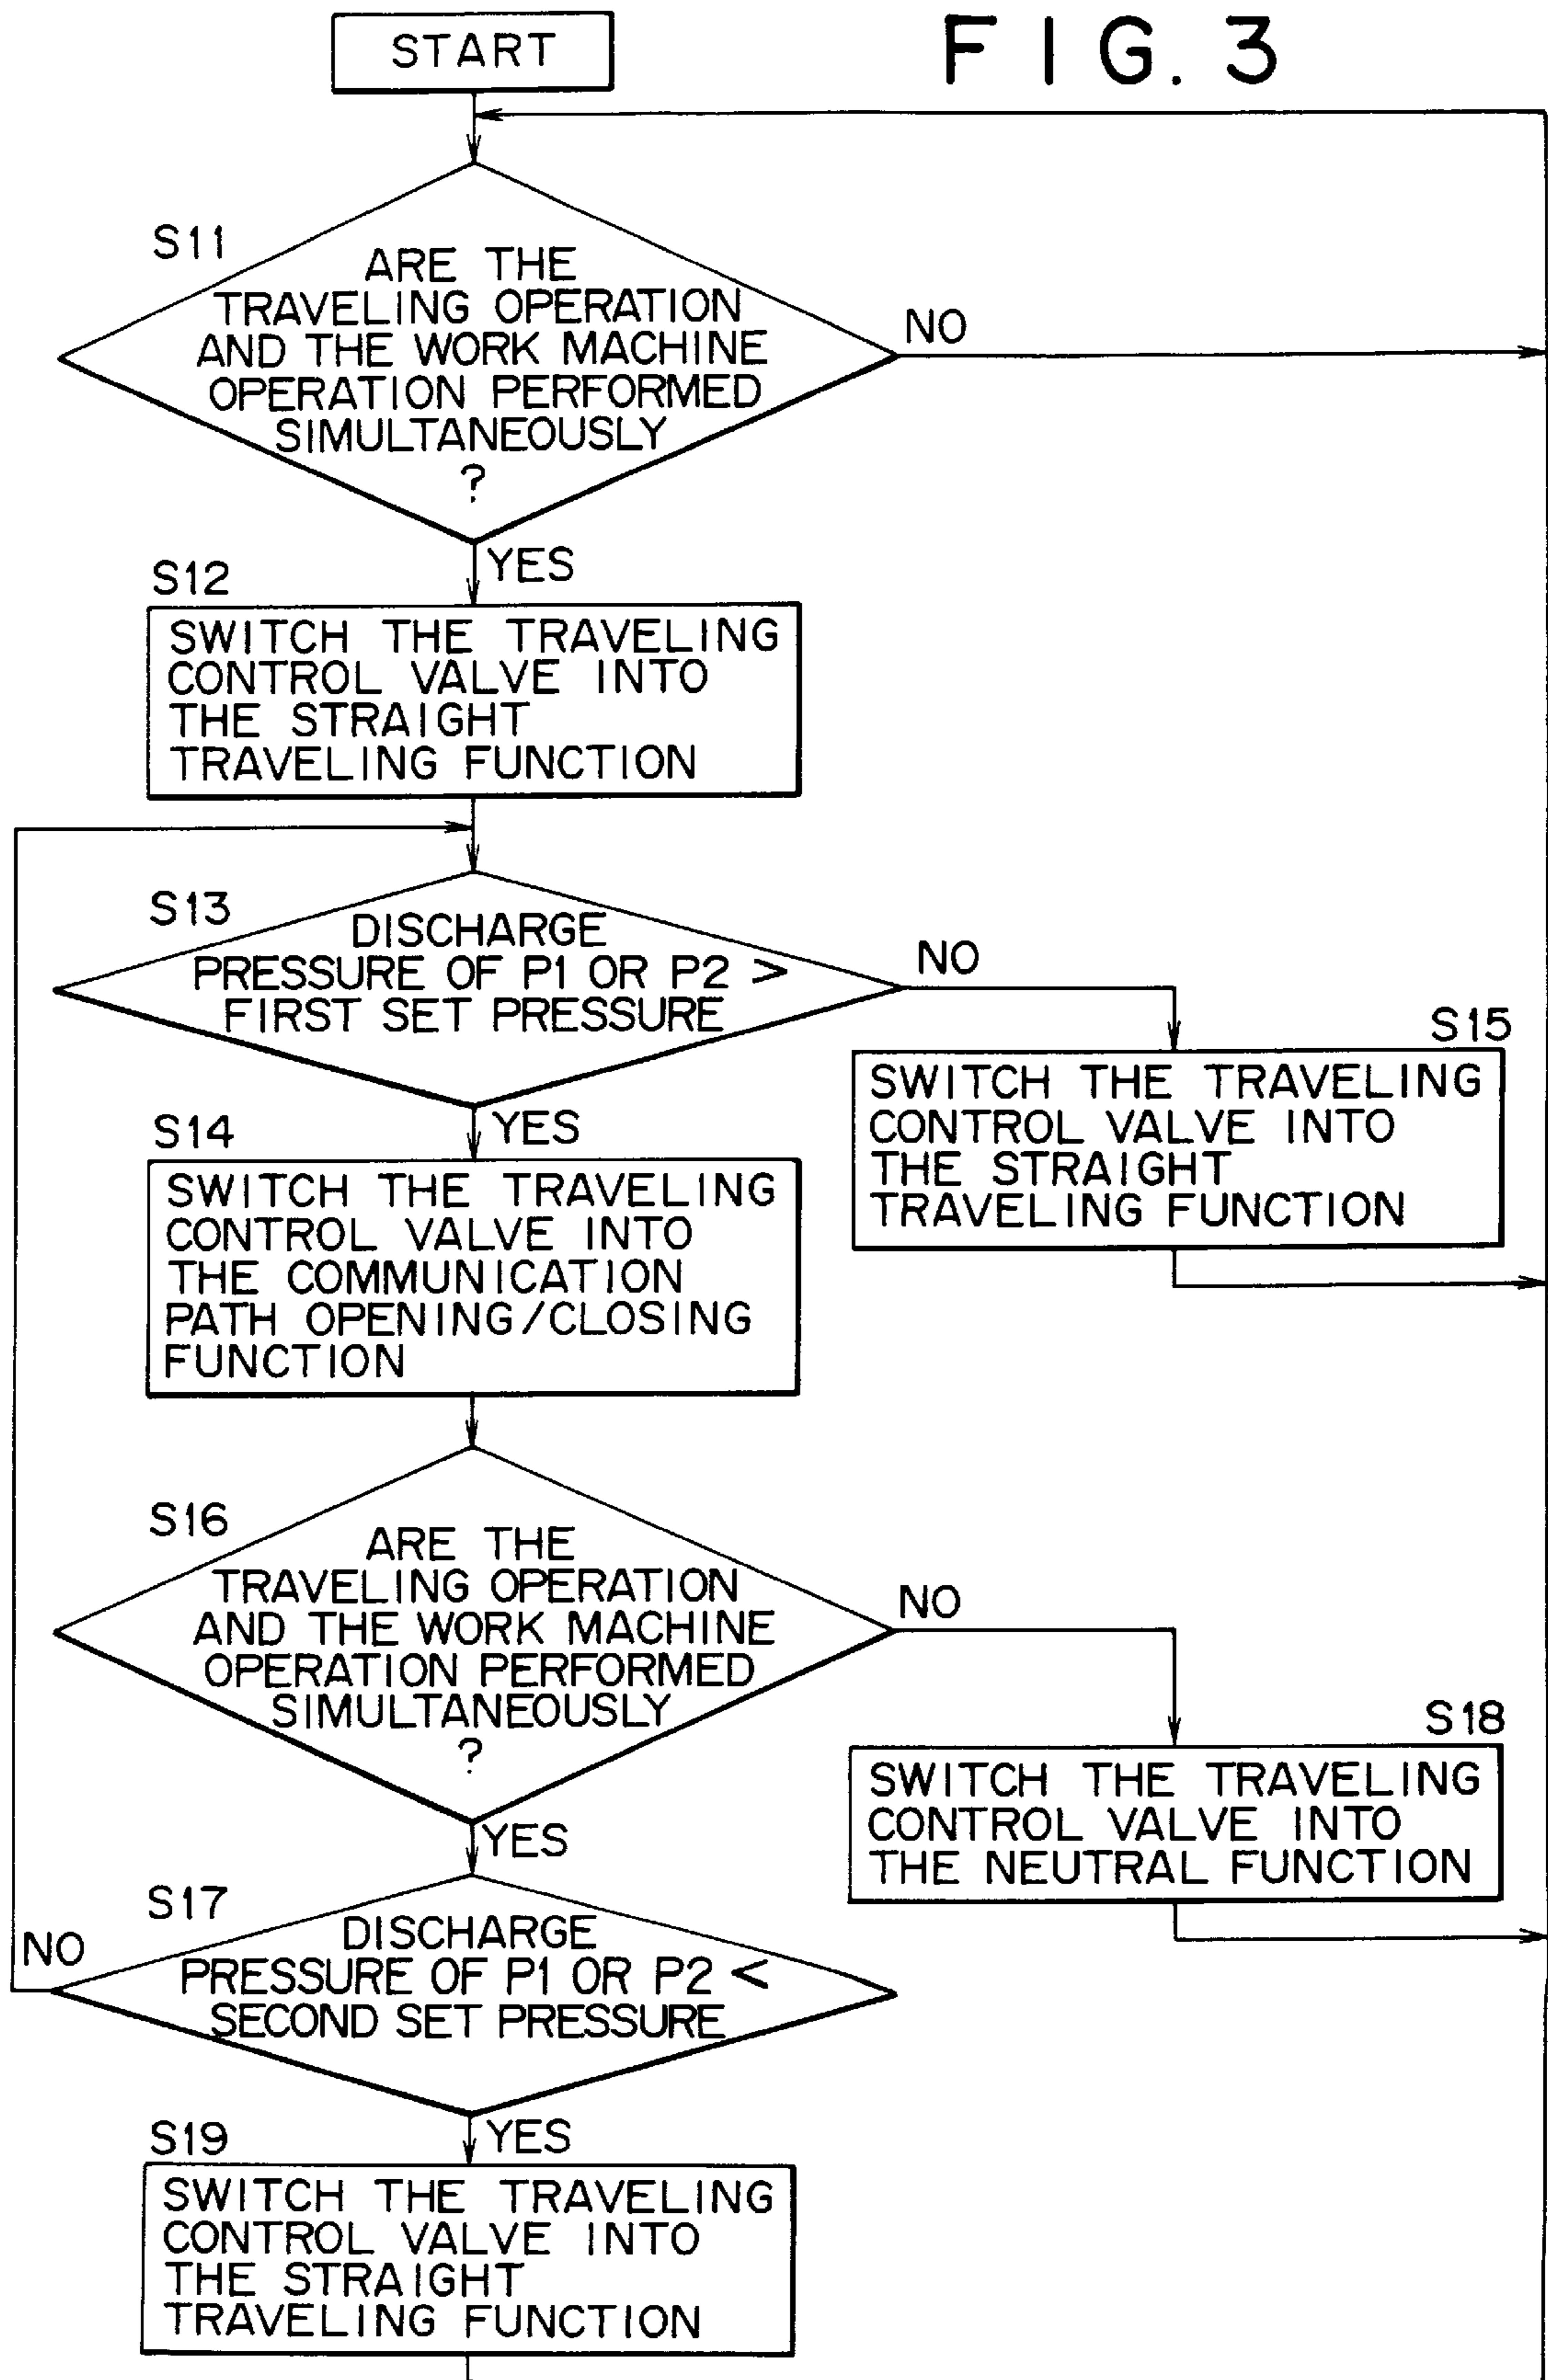 START
FIG. 3
S11
ARE THE
TRAVELING OPERATION
AND THE WORK MACHINE
OPERATION PERFORMED
SIMULTANEOUSLY
?
NO
YES
S12
SWITCH THE TRAVELING
CONTROL VALVE INTO
THE STRAIGHT
TRAVELING FUNCTION
S13
DISCHARGE
PRESSURE OF P1 OR P2 >
FIRST SET PRESSURE
NO
YES
S15
SWITCH THE TRAVELING
CONTROL VALVE INTO
THE STRAIGHT
TRAVELING FUNCTION
S14
SWITCH THE TRAVELING
CONTROL VALVE INTO
THE COMMUNICATION
PATH OPENING/CLOSING
FUNCTION
S16
ARE THE
TRAVELING OPERATION
AND THE WORK MACHINE
OPERATION PERFORMED
SIMULTANEOUSLY
?
NO
YES
S18
SWITCH THE TRAVELING
CONTROL VALVE INTO
THE NEUTRAL FUNCTION
S17
DISCHARGE
PRESSURE OF P1 OR P2 <
SECOND SET PRESSURE
NO
YES
S19
SWITCH THE TRAVELING
CONTROL VALVE INTO
THE STRAIGHT
TRAVELING FUNCTION